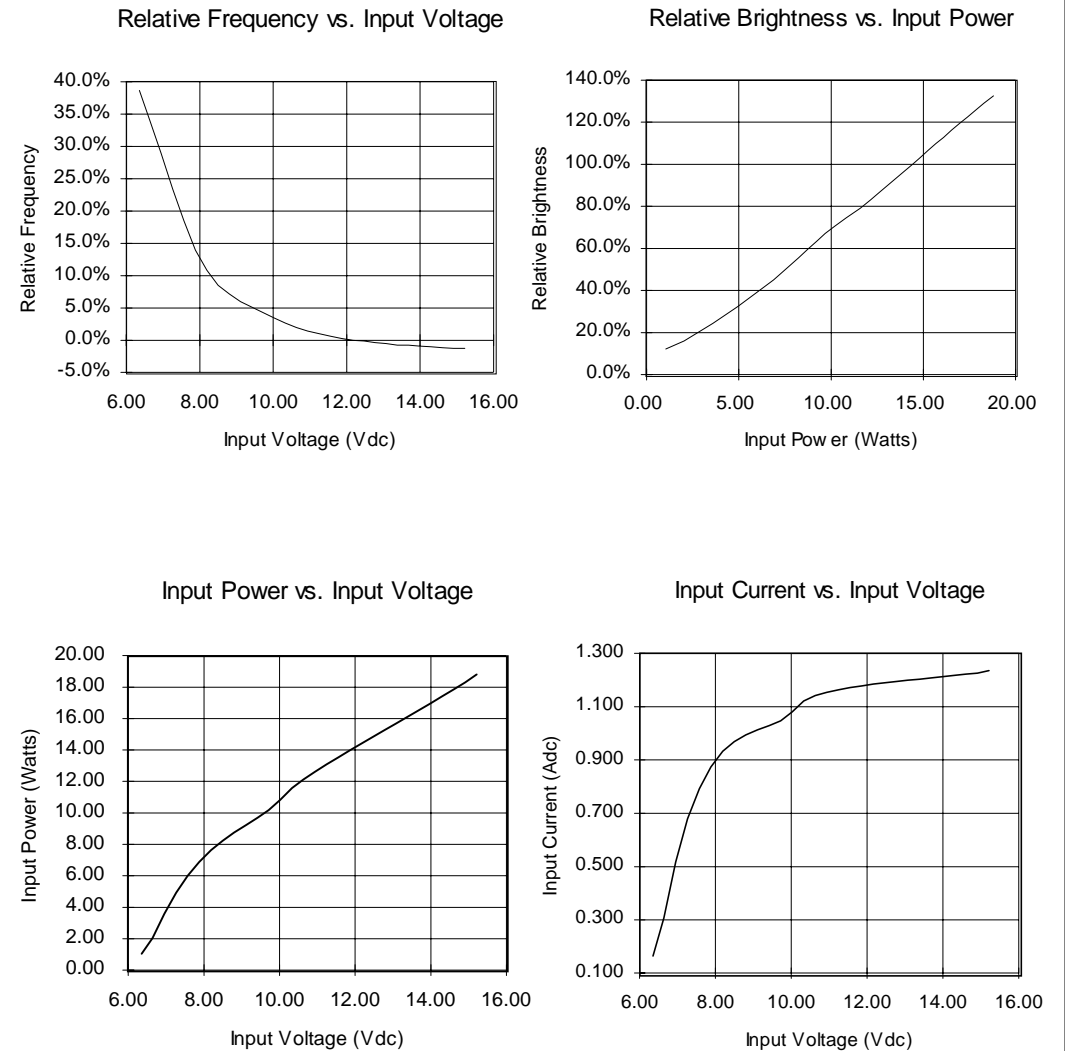 Relative Frequency vs. Input Voltage
40.0%
35.0%
30.0%
25.0%
20.0%
15.0%
10.0%
5.0%
0.0%
-5.0%
Relative Frequency
6.00 8.00 10.00 12.00 14.00 16.00
Input Voltage (Vdc)
Relative Brightness vs. Input Power
140.0%
120.0%
100.0%
80.0%
60.0%
40.0%
20.0%
0.0%
Relative Brightness
0.00 5.00 10.00 15.00 20.00
Input Power (Watts)
Input Power vs. Input Voltage
20.00
18.00
16.00
14.00
12.00
10.00
8.00
6.00
4.00
2.00
0.00
Input Power (Watts)
6.00 8.00 10.00 12.00 14.00 16.00
Input Voltage (Vdc)
Input Current vs. Input Voltage
1.300
1.100
0.900
0.700
0.500
0.300
0.100
Input Current (Adc)
6.00 8.00 10.00 12.00 14.00 16.00
Input Voltage (Vdc)